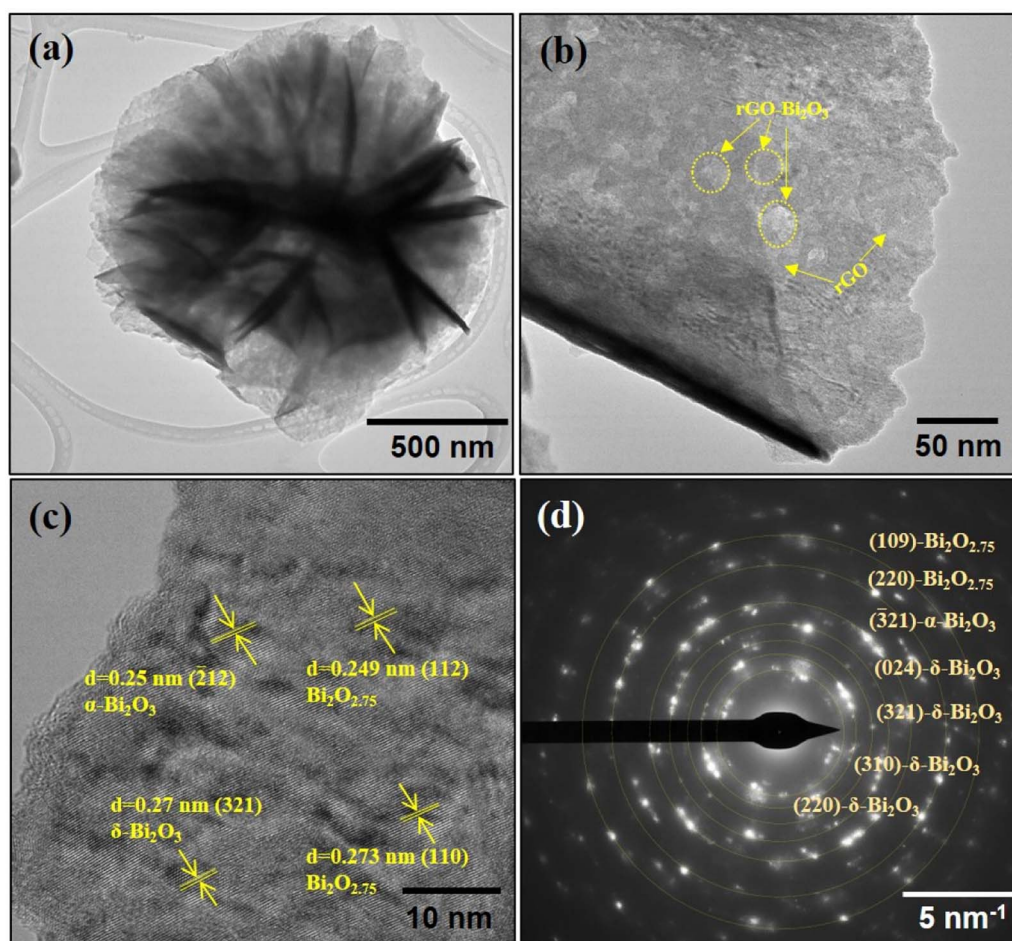 (a)
500 nm
(b)
rGO-Bi₂O₃
rGO
50 nm
(c)
d=0.25 nm (2̄12)
α-Bi₂O₃
d=0.249 nm (112)
Bi₂O₂.₇₅
d=0.27 nm (321)
δ-Bi₂O₃
d=0.273 nm (110)
Bi₂O₂.₇₅
10 nm
(d)
(109)-Bi₂O₂.₇₅
(220)-Bi₂O₂.₇₅
(3̄21)-α-Bi₂O₃
(024)-δ-Bi₂O₃
(321)-δ-Bi₂O₃
(310)-δ-Bi₂O₃
(220)-δ-Bi₂O₃
5 nm⁻¹